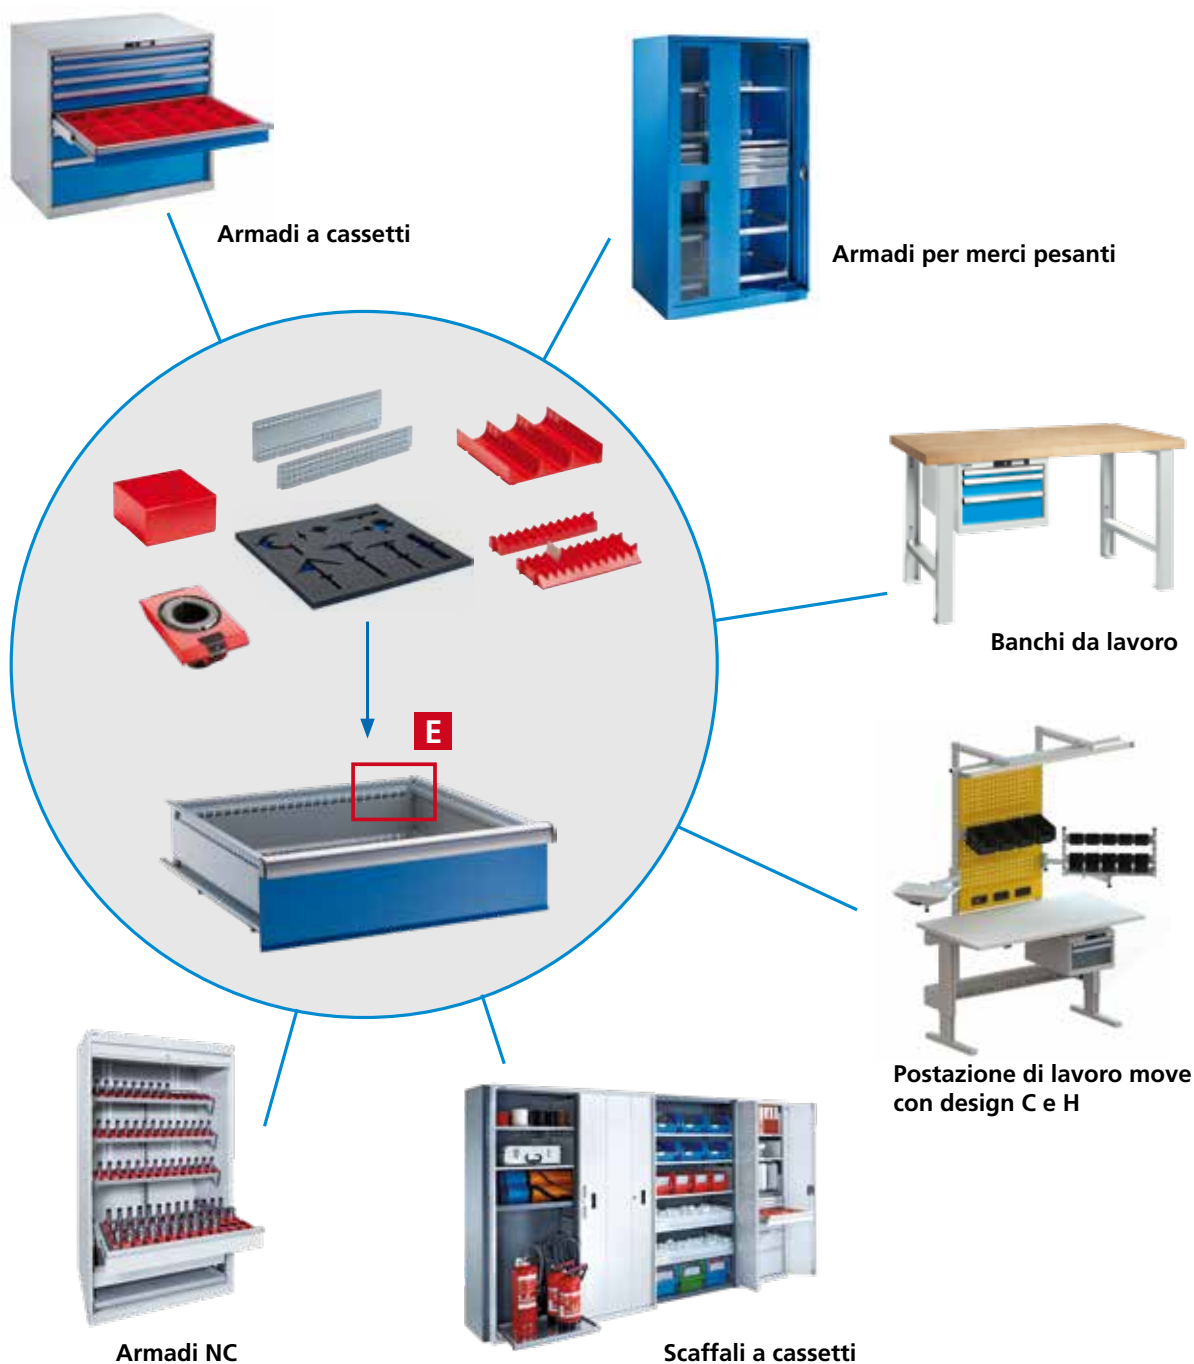 Armadi a cassetti
Armadi per merci pesanti
Banchi da lavoro
E
Postazione di lavoro move
con design C e H
Armadi NC
Scaffali a cassetti